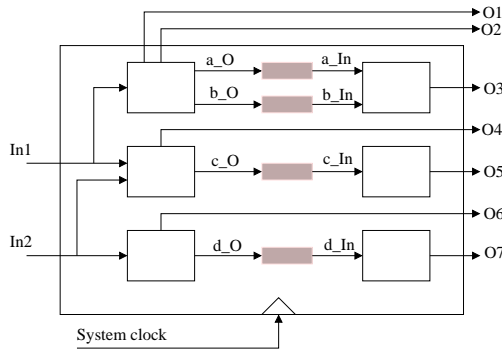 O1
O2
a_O a_In
b_O b_In O3
O4
In1
c_O c_In O5
O6
In2
d_O d_In O7
System clock